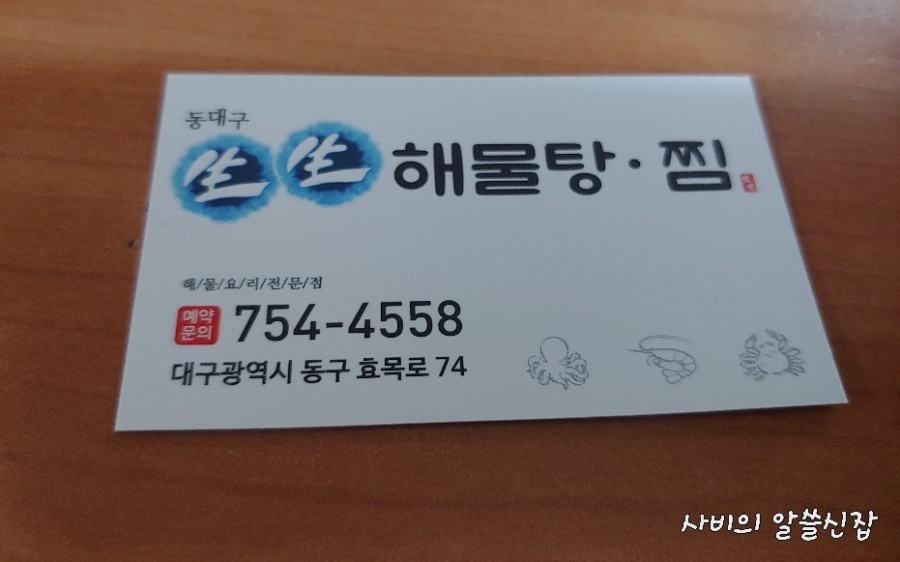 동대구
生生 해물탕·찜
해/물/요/리/전/문/점
예약
문의
754-4558
대구광역시 동구 효목로 74
사비의 알쓸신잡